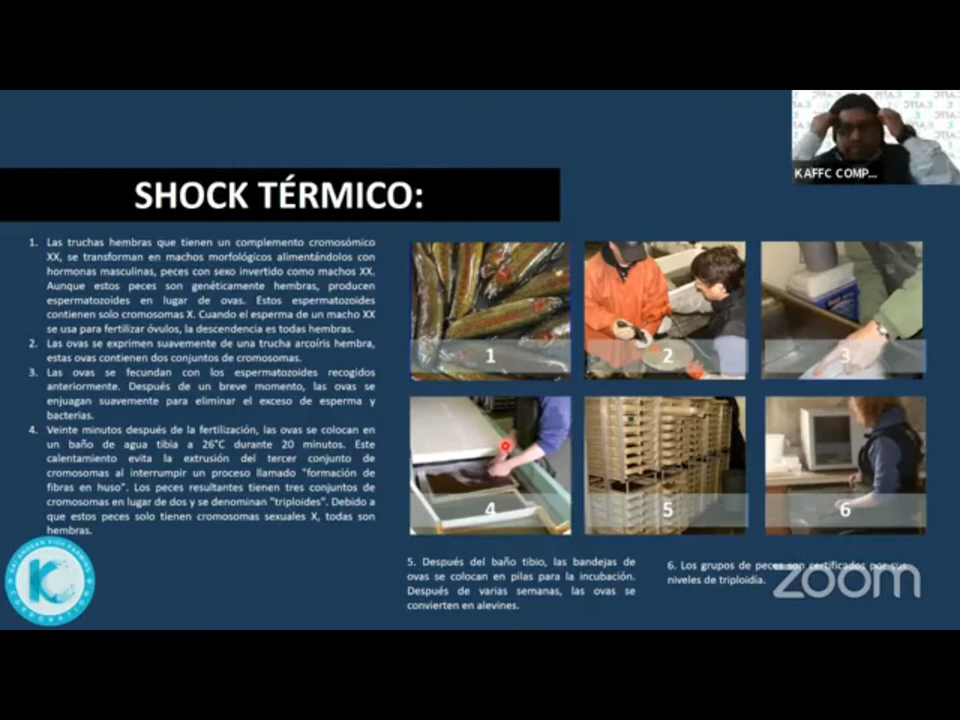 KAFFC COMP...
SHOCK TÉRMICO:
1. Las truchas hembras que tienen un complemento cromosómico
XX, se transforman en machos morfológicos alimentándolos con
hormonas masculinas, peces con sexo invertido como machos XX.
Aunque estos peces son genéticamente hembras, producen
espermatozoides en lugar de ovas. Estos espermatozoides
contienen solo cromosomas X. Cuando el esperma de un macho XX
se usa para fertilizar óvulos, la descendencia es todas hembras.
2. Las ovas se exprimen suavemente de una trucha arcoíris hembra,
estas ovas contienen dos conjuntos de cromosomas.
3. Las ovas se fecundan con los espermatozoides recogidos
anteriormente. Después de un breve momento, las ovas se
enjuagan suavemente para eliminar el exceso de esperma y
bacterias.
4. Veinte minutos después de la fertilización, las ovas se colocan en
un baño de agua tibia a 26°C durante 20 minutos. Este
calentamiento evita la extrusión del tercer conjunto de
cromosomas al interrumpir un proceso llamado "formación de
fibras en huso". Los peces resultantes tienen tres conjuntos de
cromosomas en lugar de dos y se denominan "triploides". Debido a
que estos peces solo tienen cromosomas sexuales X, todas son
hembras.
1
2
3
4
5
6
5. Después del baño tibio, las bandejas de
ovas se colocan en pilas para la incubación.
Después de varias semanas, las ovas se
convierten en alevines.
6. Los grupos de peces son certificados por sus
niveles de triploidía.
zoom